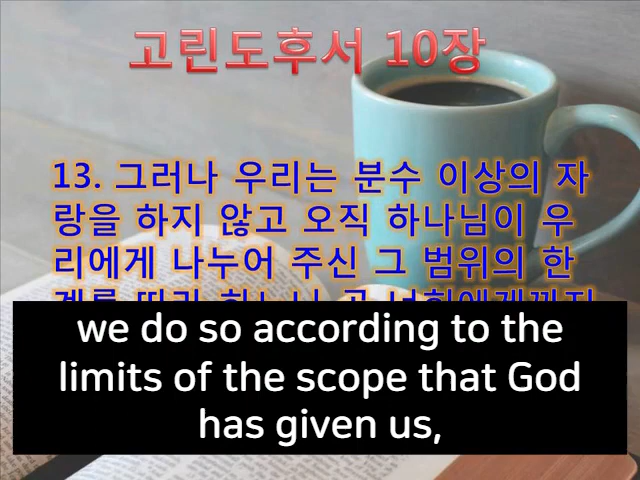 고린도후서 10장
13. 그러나 우리는 분수 이상의 자
랑을 하지 않고 오직 하나님이 우
리에게 나누어 주신 그 범위의 한
we do so according to the
limits of the scope that God
has given us,